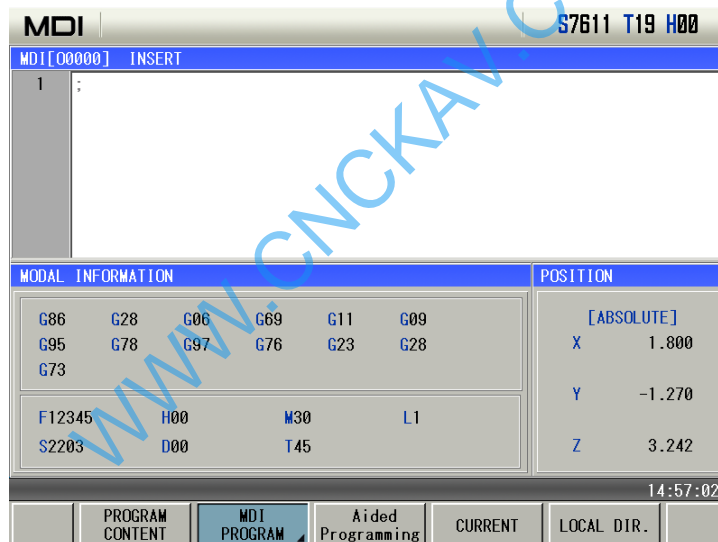 MDI S7611 T19 H00
MDI[O0000] INSERT
1 ;
MODAL INFORMATION POSITION
G86 G28 G06 G69 G11 G09 [ABSOLUTE]
G95 G78 G97 G76 G23 G28 X 1.800
G73
Y -1.270
F12345 H00 M30 L1
S2203 D00 T45 Z 3.242
14:57:02
PROGRAM CONTENT MDI PROGRAM Aided Programming CURRENT LOCAL DIR.
WWW.CNCKAV.C